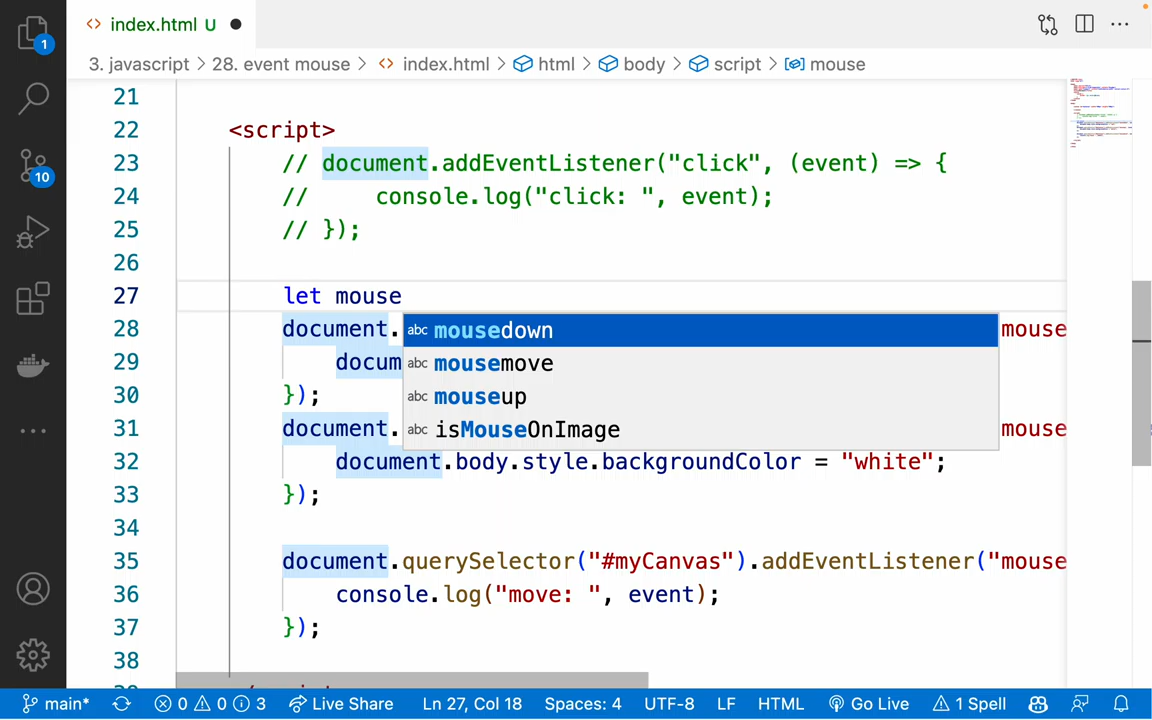 index.html U
3. javascript > 28. event mouse > index.html > html > body > script > mouse
1
10
21
22 <script>
23 // document.addEventListener("click", (event) => {
24 //     console.log("click: ", event);
25 // });
26
27 let mouse
28 document. mouse
29 docum
30 });
31 document. mouse
32 document.body.style.backgroundColor = "white";
33 });
34
35 document.querySelector("#myCanvas").addEventListener("mouse
36 console.log("move: ", event);
37 });
38
abc mousedown
abc mousemove
abc mouseup
abc isMouseOnImage
main* 0 0 3 Live Share Ln 27, Col 18 Spaces: 4 UTF-8 LF HTML Go Live 1 Spell